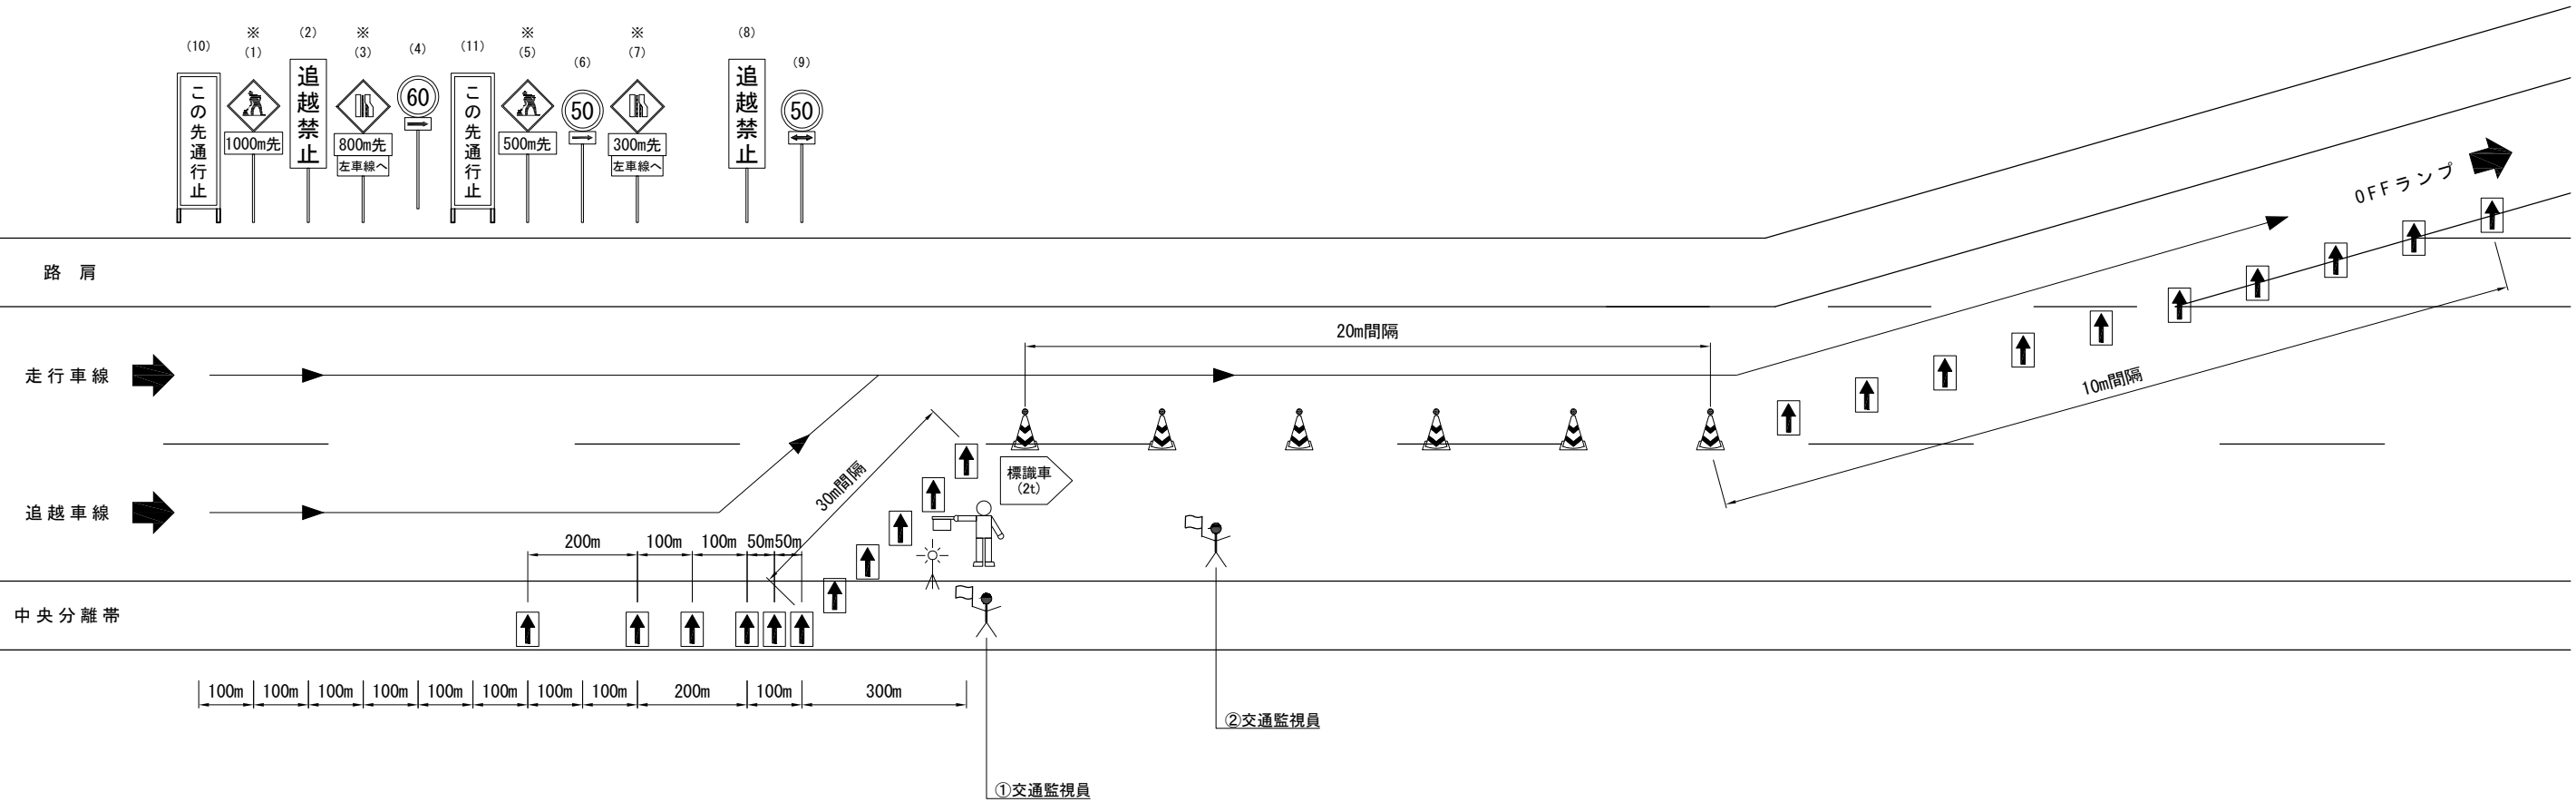 (10)
※
(1)
(2)
※
(3)
(4)
(11)
※
(5)
(6)
※
(7)
(8)
(9)
この先通行止
1000m先
追越禁止
800m先
左車線へ
60
この先通行止
500m先
50
300m先
左車線へ
追越禁止
50
OFFランプ
路肩
20m間隔
走行車線
10m間隔
30m間隔
標識車
(2t)
追越車線
200m
100m
100m
50m
50m
中央分離帯
100m
100m
100m
100m
100m
100m
100m
100m
200m
100m
300m
②交通監視員
①交通監視員